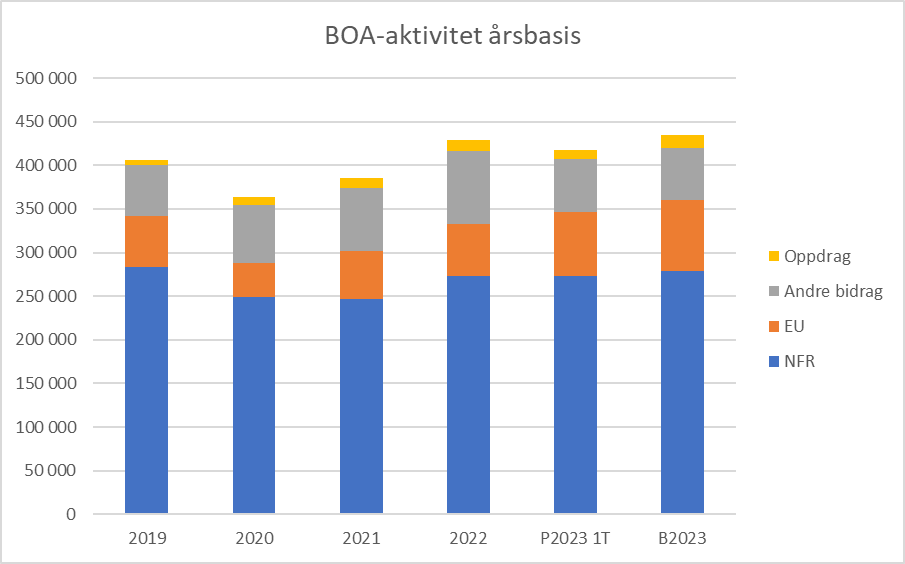 BOA-aktivitet årsbasis
500 000
450 000
400 000
350 000
300 000
250 000
200 000
150 000
100 000
50 000
0
2019 2020 2021 2022 P2023 1T B2023
Oppdrag
Andre bidrag
EU
NFR